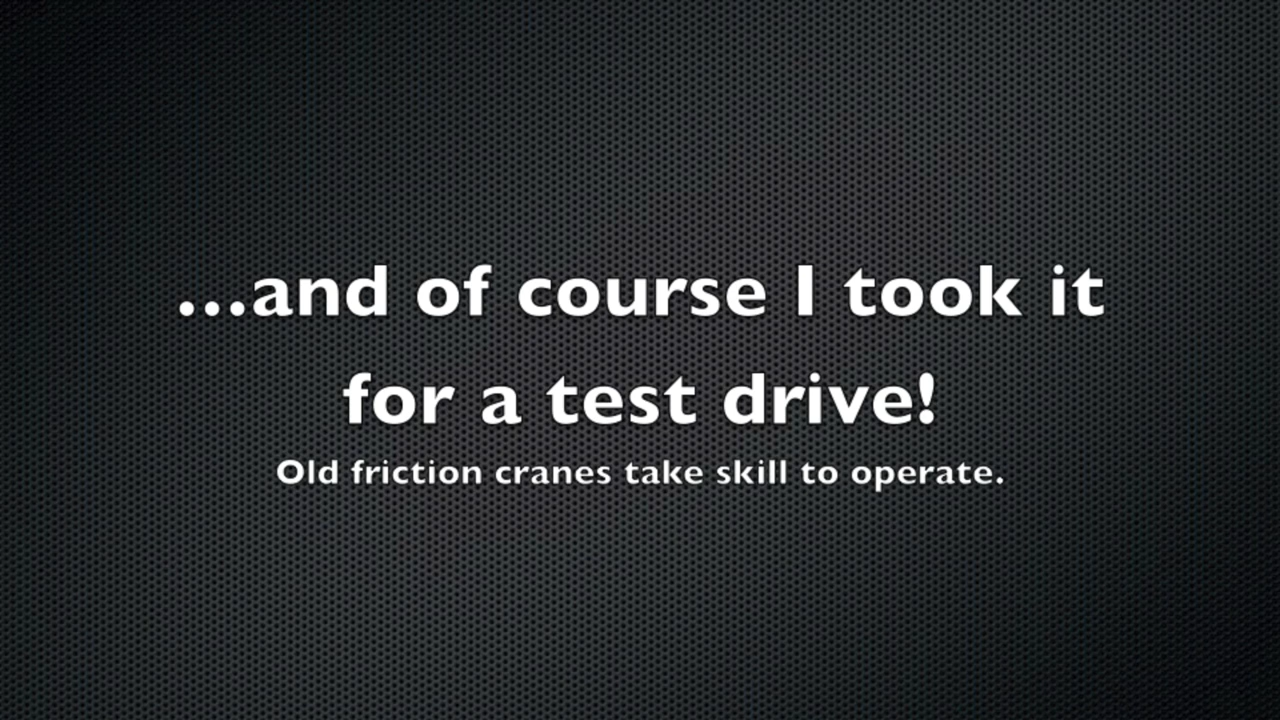 ...and of course I took it
for a test drive!
Old friction cranes take skill to operate.